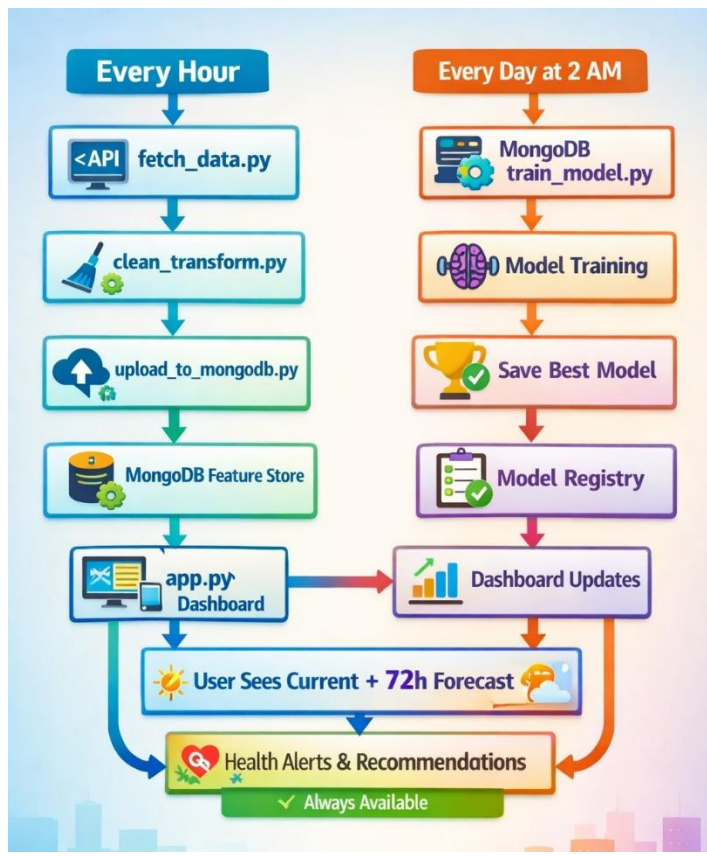 Every Hour
<API fetch_data.py
clean_transform.py
upload_to_mongodb.py
MongoDB Feature Store
app.py
Dashboard
Every Day at 2 AM
MongoDB
train_model.py
Model Training
Save Best Model
Model Registry
Dashboard Updates
User Sees Current + 72h Forecast
Health Alerts & Recommendations
Always Available